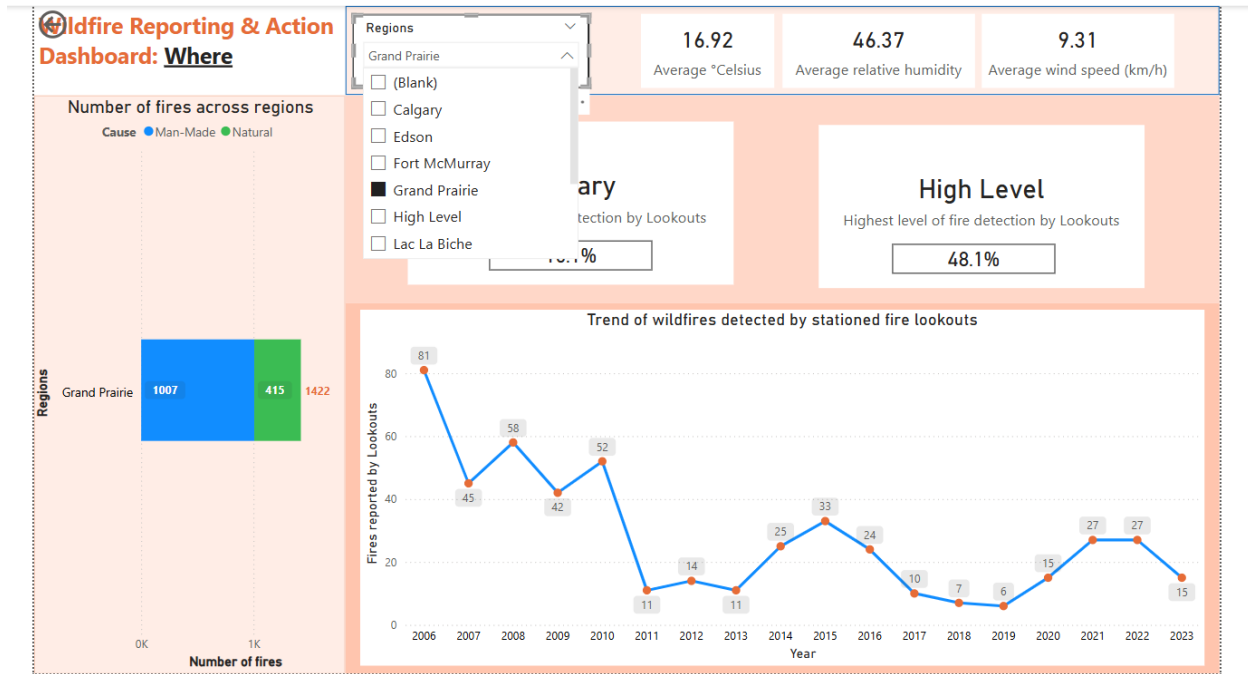 Wildfire Reporting & Action
Dashboard: Where
Regions
Grand Prairie
(Blank)
Calgary
Edson
Fort McMurray
Grand Prairie
High Level
Lac La Biche
16.92
Average °Celsius
46.37
Average relative humidity
9.31
Average wind speed (km/h)
Number of fires across regions
Cause Man-Made Natural
Regions
Grand Prairie
1007
415
1422
0K 1K
Number of fires
by Lookouts
High Level
Highest level of fire detection by Lookouts
48.1%
Trend of wildfires detected by stationed fire lookouts
Fires reported by Lookouts
80
60
40
20
0
81
45
58
42
52
11
14
11
25
33
24
10
7
6
15
27
27
15
2006 2007 2008 2009 2010 2011 2012 2013 2014 2015 2016 2017 2018 2019 2020 2021 2022 2023
Year